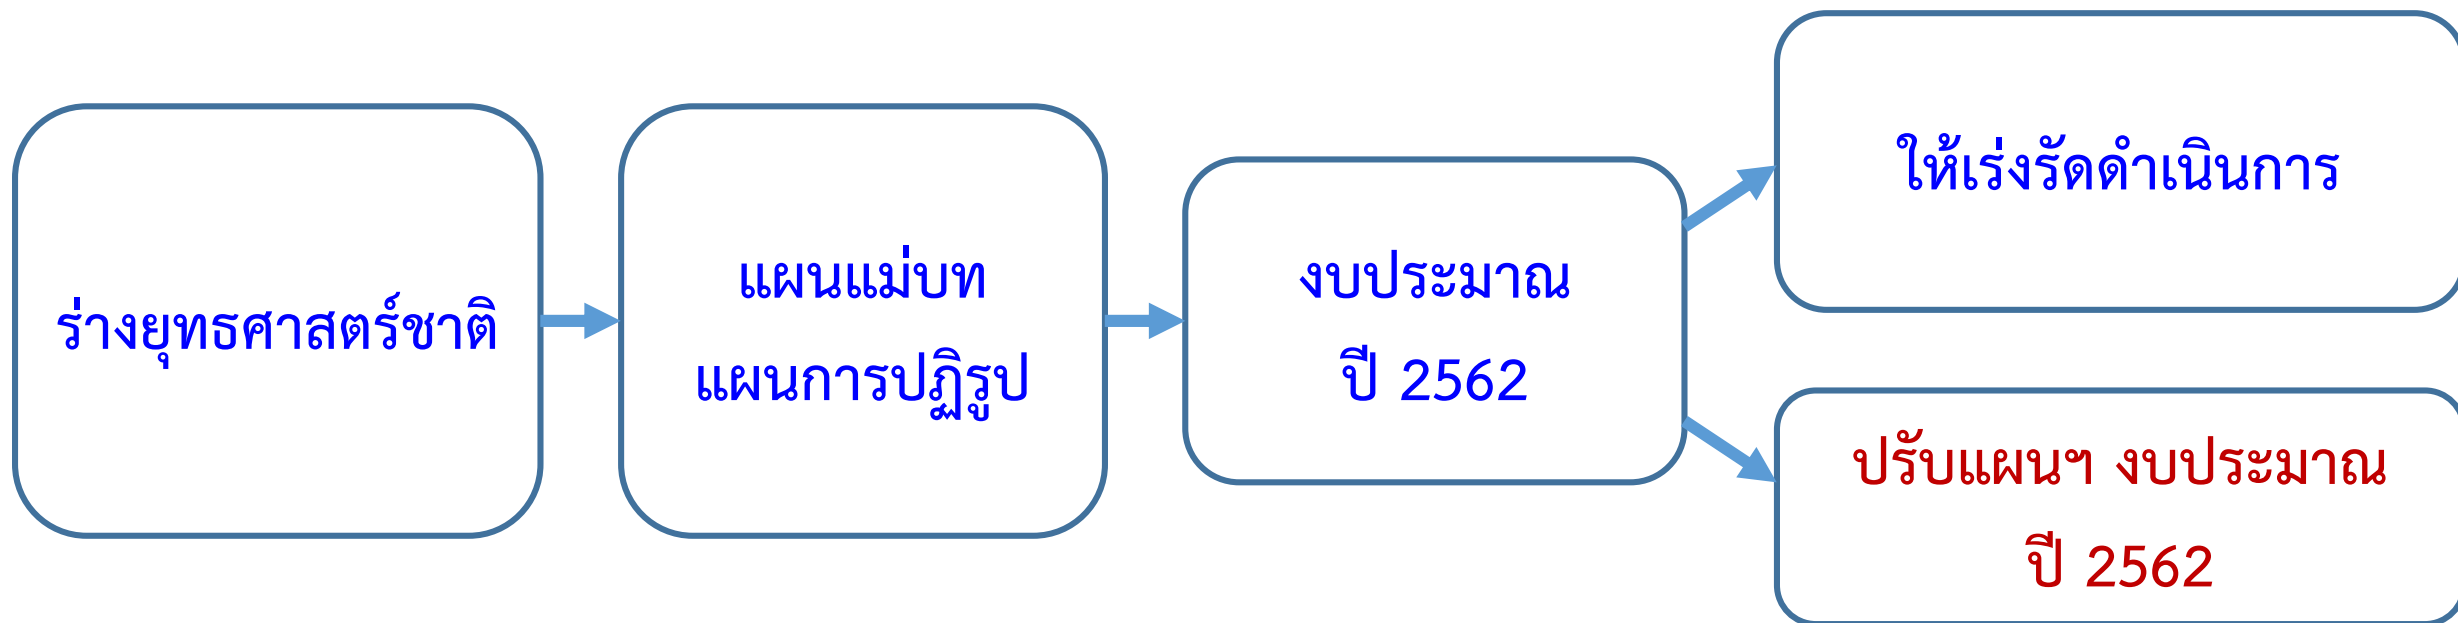 ร่างยุทธศาสตร์ชาติ
แผนแม่บท
แผนการปฏิรูป
งบประมาณ
ปี 2562
ให้เร่งรัดดำเนินการ
ปรับแผนฯ งบประมาณ
ปี 2562